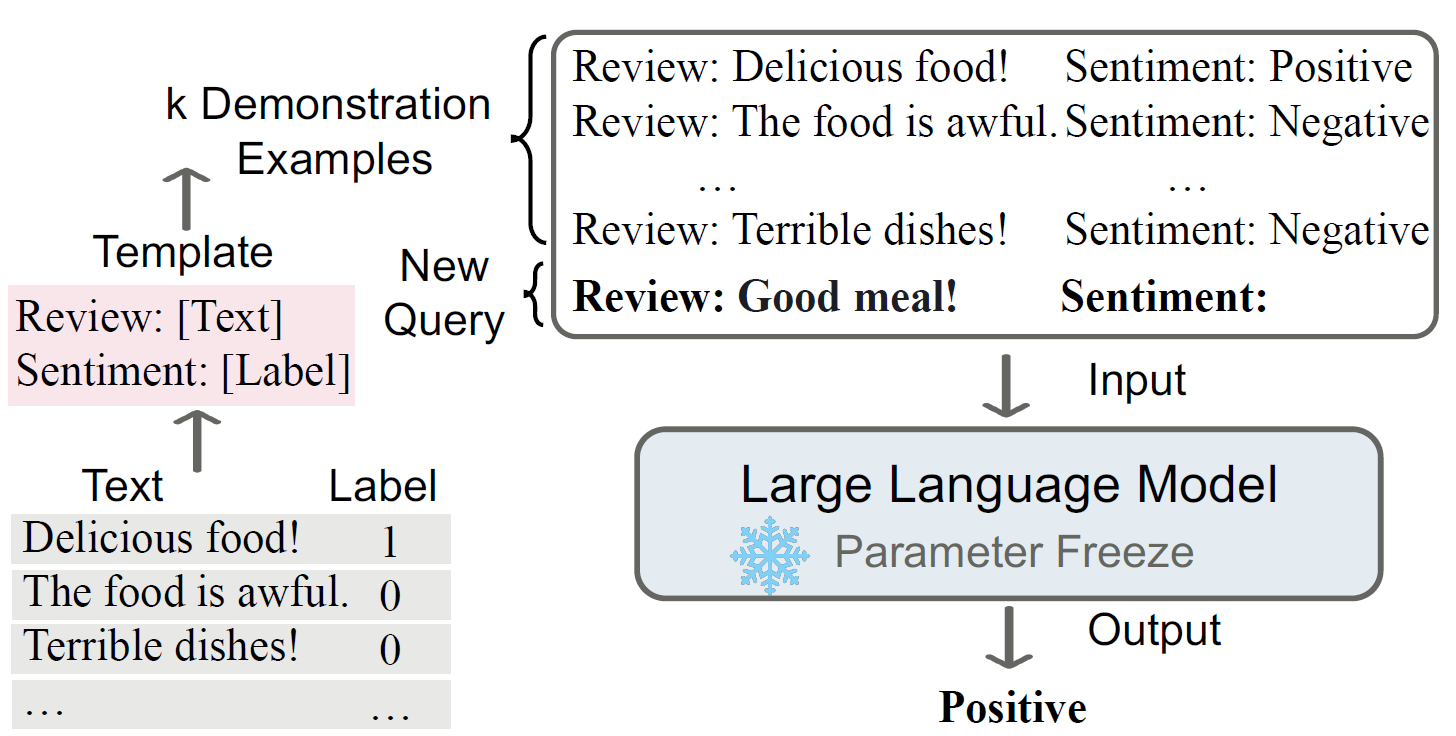 k Demonstration
Examples
Review: Delicious food! Sentiment: Positive
Review: The food is awful. Sentiment: Negative
… …
Review: Terrible dishes! Sentiment: Negative
New
Query
Review: Good meal! Sentiment:
Template
Review: [Text]
Sentiment: [Label]
Text Label
Delicious food! 1
The food is awful. 0
Terrible dishes! 0
… …
Input
Large Language Model
Parameter Freeze
Output
Positive